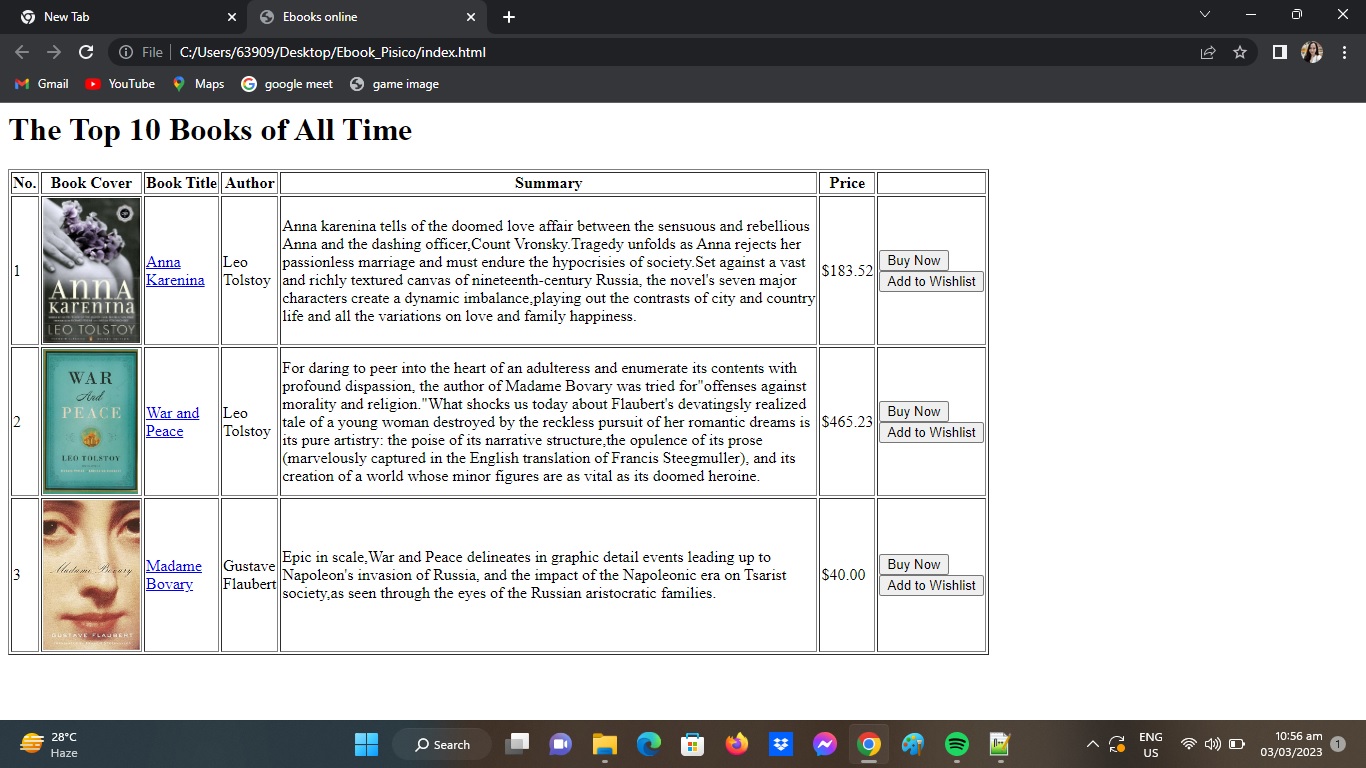 New Tab
Ebooks online
File
C:/Users/63909/Desktop/Ebook_Pisico/index.html
Gmail
YouTube
Maps
google meet
game image
The Top 10 Books of All Time
No.
Book Cover
Book Title
Author
Summary
Price
1
ANNA
KARENINA
LEO TOLSTOY
Anna
Karenina
Leo
Tolstoy
Anna karenina tells of the doomed love affair between the sensuous and rebellious
Anna and the dashing officer,Count Vronsky.Tragedy unfolds as Anna rejects her
passionless marriage and must endure the hypocrisies of society.Set against a vast
and richly textured canvas of nineteenth-century Russia, the novel's seven major
characters create a dynamic imbalance,playing out the contrasts of city and country
life and all the variations on love and family happiness.
$183.52
Buy Now
Add to Wishlist
2
WAR
And
PEACE
LEO TOLSTOY
War and
Peace
Leo
Tolstoy
For daring to peer into the heart of an adulteress and enumerate its contents with
profound dispassion, the author of Madame Bovary was tried for"offenses against
morality and religion."What shocks us today about Flaubert's devatingsly realized
tale of a young woman destroyed by the reckless pursuit of her romantic dreams is
its pure artistry: the poise of its narrative structure,the opulence of its prose
(marvelously captured in the English translation of Francis Steegmuller), and its
creation of a world whose minor figures are as vital as its doomed heroine.
$465.23
Buy Now
Add to Wishlist
3
Madame Bovary
GUSTAVE FLAUBERT
Madame
Bovary
Gustave
Flaubert
Epic in scale,War and Peace delineates in graphic detail events leading up to
Napoleon's invasion of Russia, and the impact of the Napoleonic era on Tsarist
society,as seen through the eyes of the Russian aristocratic families.
$40.00
Buy Now
Add to Wishlist
28°C
Haze
Search
ENG
US
10:56 am
03/03/2023
1